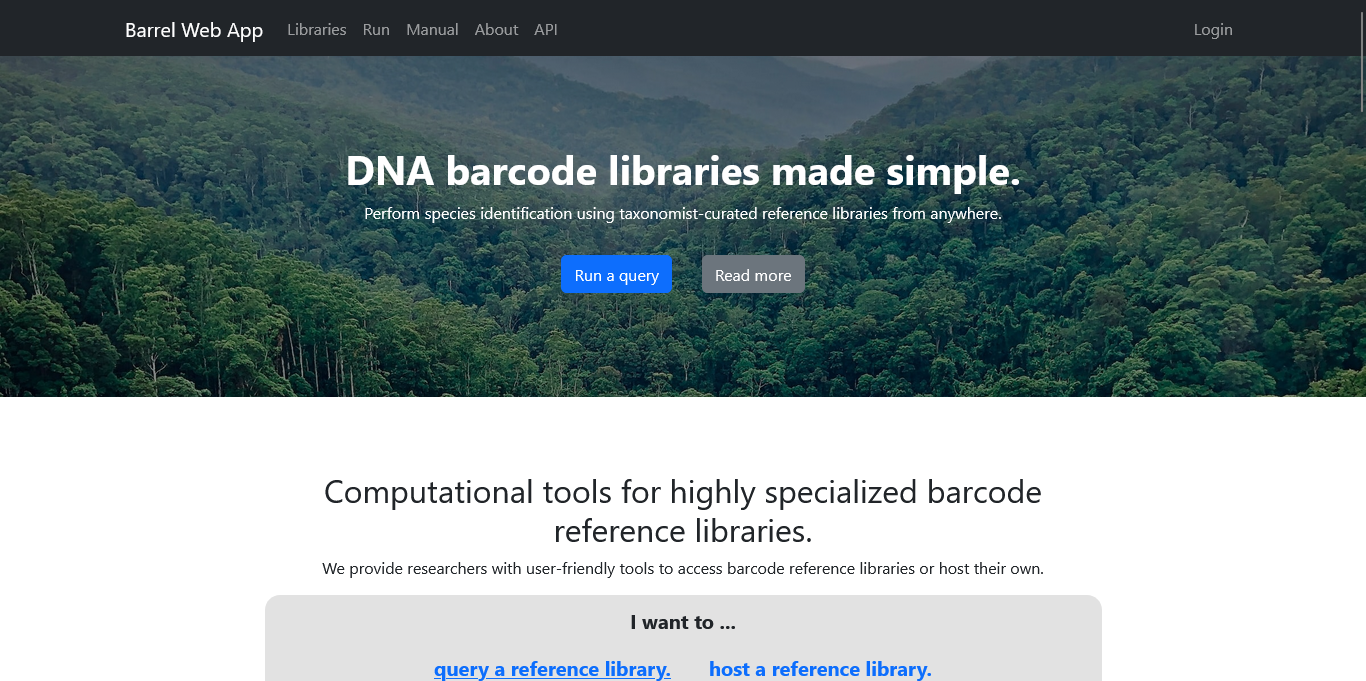 Barrel Web App Libraries Run Manual About API Login
DNA barcode libraries made simple.
Perform species identification using taxonomist-curated reference libraries from anywhere.
Run a query Read more
Computational tools for highly specialized barcode
reference libraries.
We provide researchers with user-friendly tools to access barcode reference libraries or host their own.
I want to ...
query a reference library. host a reference library.